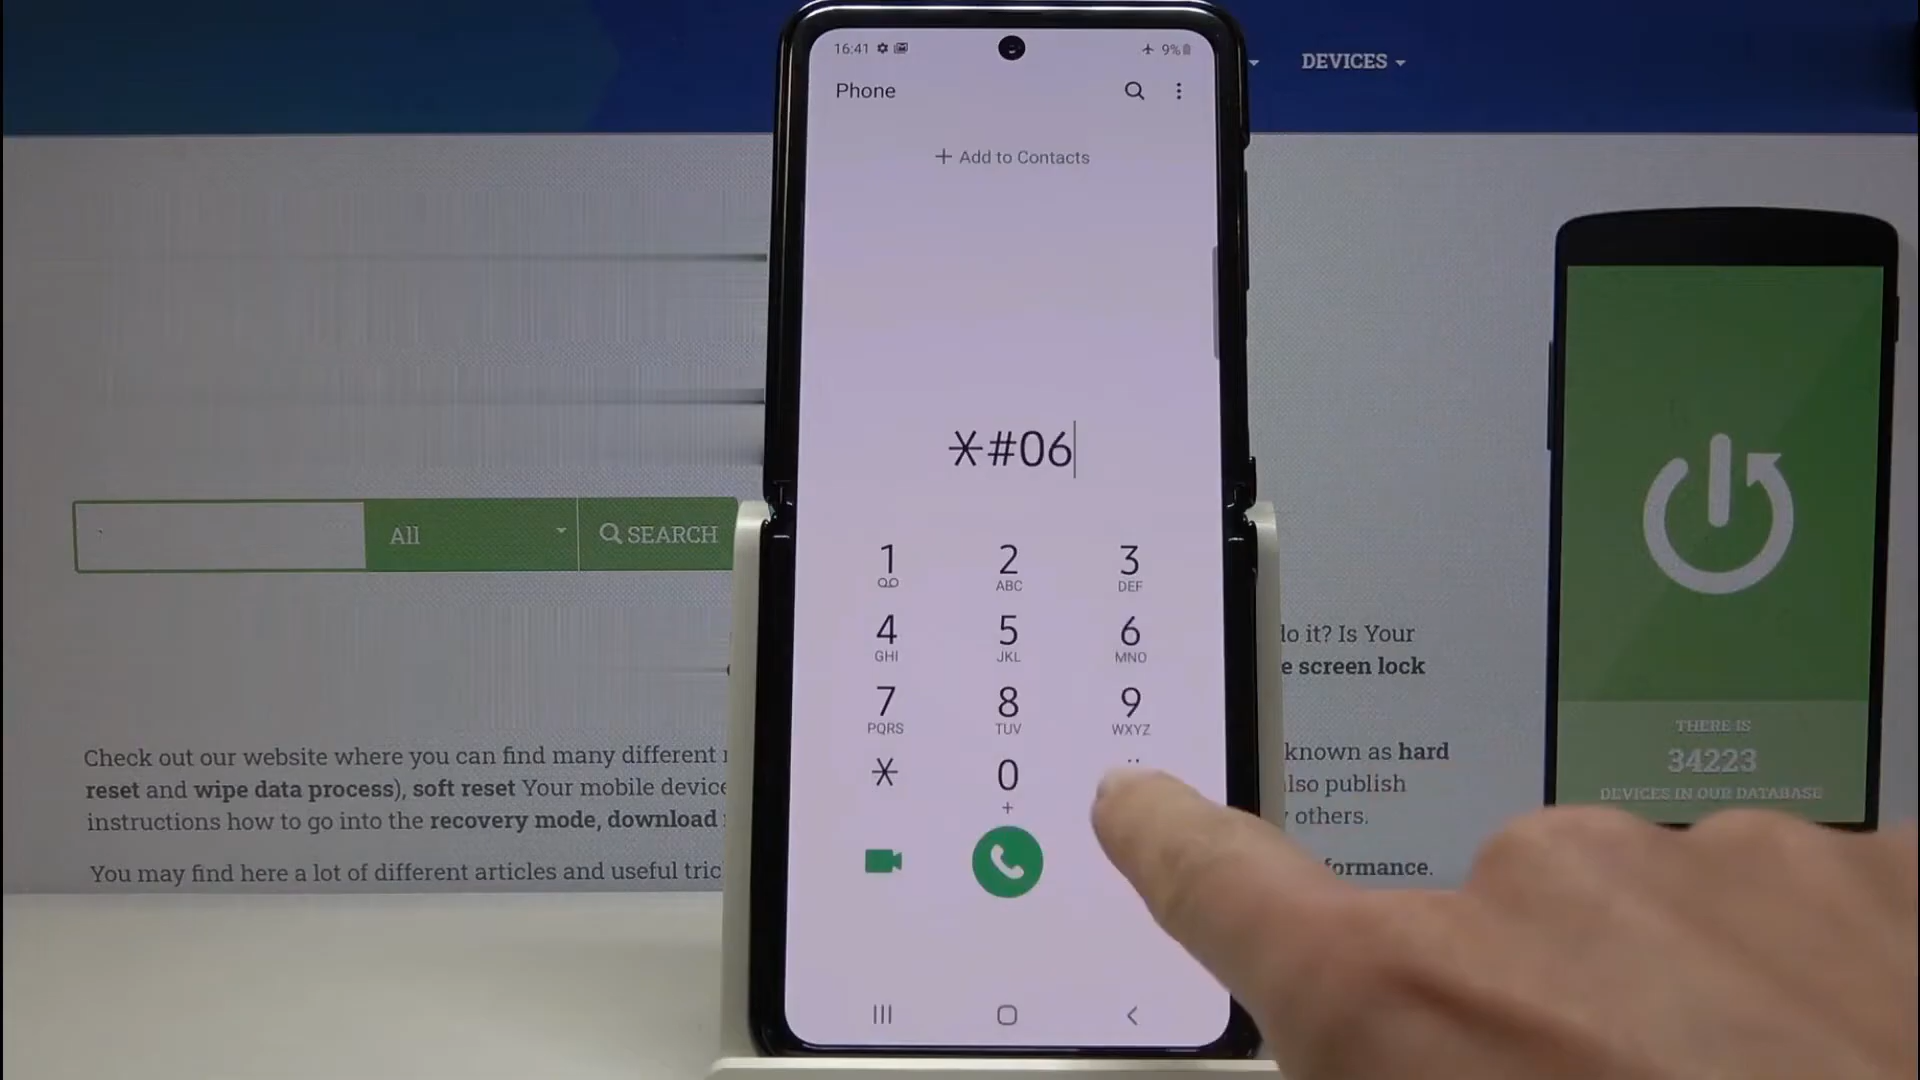 DEVICES
16:41
9%
Phone
+ Add to Contacts
*#06
All
SEARCH
1
2 ABC
3 DEF
4 GHI
5 JKL
6 MNO
7 PQRS
8 TUV
9 WXYZ
*
0 +
Check out our website where you can find many different
reset and wipe data process), soft reset Your mobile device
instructions how to go into the recovery mode, download
You may find here a lot of different articles and useful
do it? Is Your
screen lock
known as hard
also publish
others.
THERE IS
34223
DEVICES IN OUR DATABASE